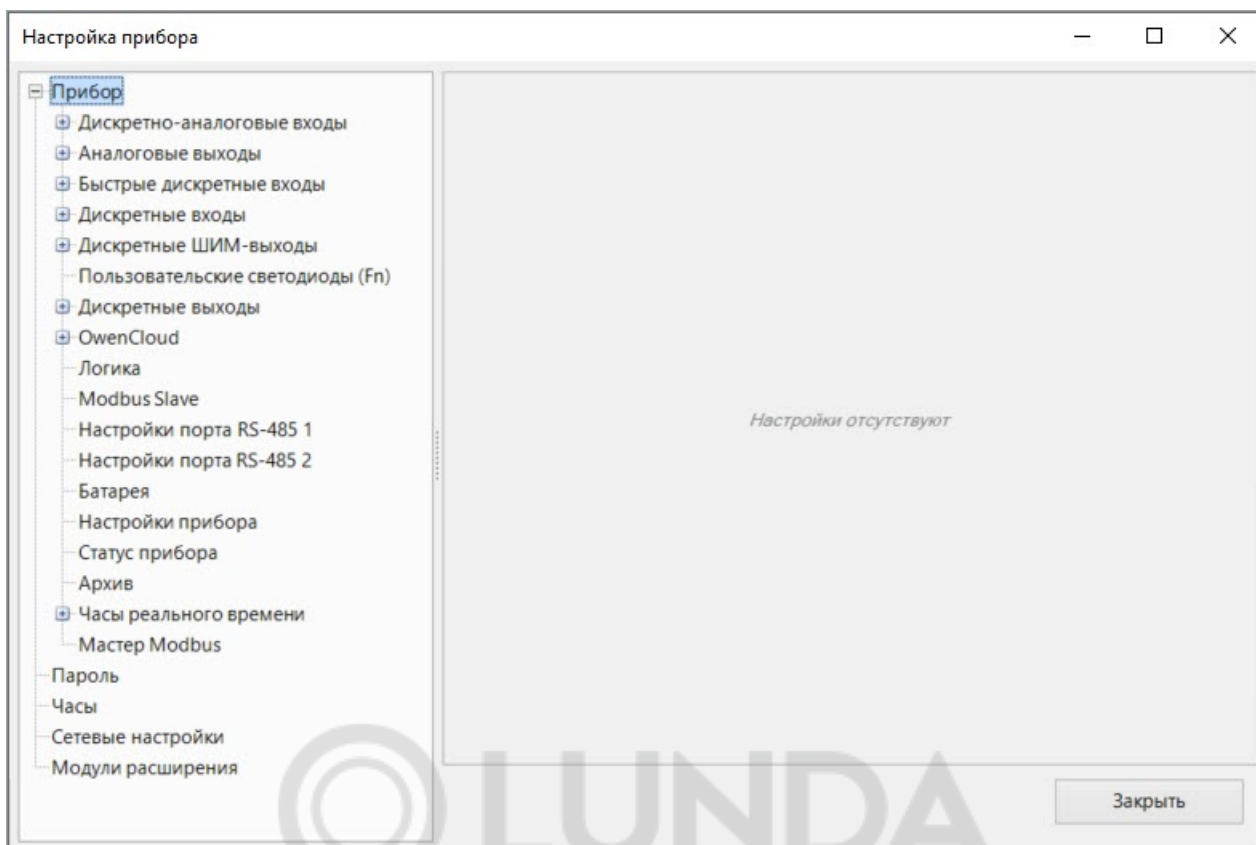 Настройка прибора
Прибор
Дискретно-аналоговые входы
Аналоговые выходы
Быстрые дискретные входы
Дискретные входы
Дискретные ШИМ-выходы
Пользовательские светодиоды (Fn)
Дискретные выходы
OwenCloud
Логика
Modbus Slave
Настройки порта RS-485 1
Настройки порта RS-485 2
Батарея
Настройки прибора
Статус прибора
Архив
Часы реального времени
Мастер Modbus
Пароль
Часы
Сетевые настройки
Модули расширения
Настройки отсутствуют
LUNDA
Закрыть